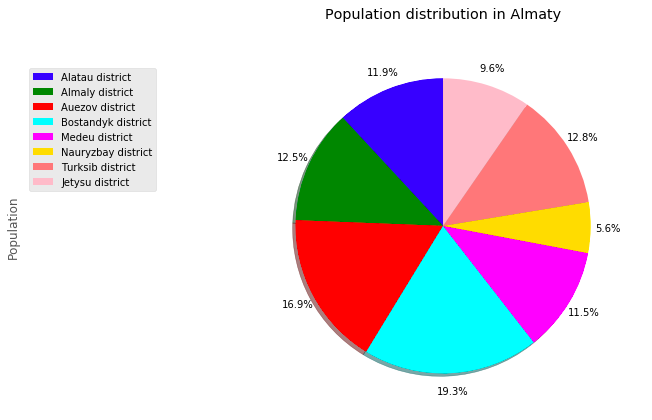 Population distribution in Almaty
Alatau district
Almaly district
Auezov district
Bostandyk district
Medeu district
Nauryzbay district
Turksib district
Jetysu district
Population
11.9%
9.6%
12.5%
12.8%
5.6%
16.9%
11.5%
19.3%